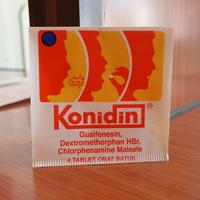 Konidin®
Guaifenesin,
Dextromethorphan HBr,
Chlorphenamine Maleate
4 TABLET OBAT BATUK